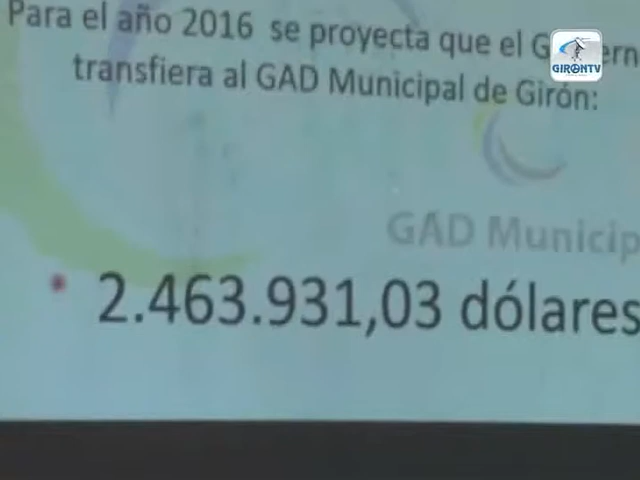 Para el año 2016 se proyecta que el G ern
GIRONTV
transfiera al GAD Municipal de Girón:
GAD Municip
• 2.463.931,03 dólares